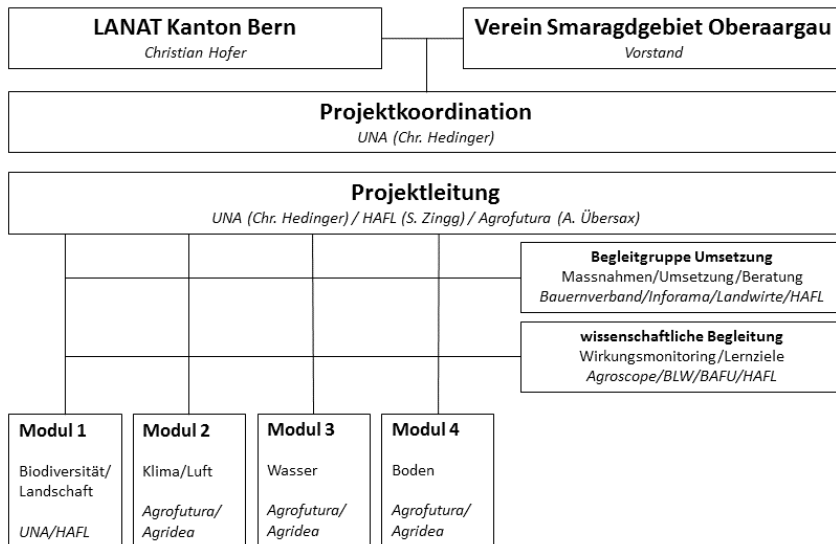 LANAT Kanton Bern
Christian Hofer
Verein Smaragdgebiet Oberaargau
Vorstand
Projektkoordination
UNA (Chr. Hedinger)
Projektleitung
UNA (Chr. Hedinger) / HAFL (S. Zingg) / Agrofutura (A. Übersax)
Begleitgruppe Umsetzung
Massnahmen/Umsetzung/Beratung
Bauernverband/Inforama/Landwirte/HAFL
wissenschaftliche Begleitung
Wirkungsmonitoring/Lernziele
Agroscope/BLW/BAFU/HAFL
Modul 1
Biodiversität/
Landschaft
UNA/HAFL
Modul 2
Klima/Luft
Agrofutura/
Agridea
Modul 3
Wasser
Agrofutura/
Agridea
Modul 4
Boden
Agrofutura/
Agridea